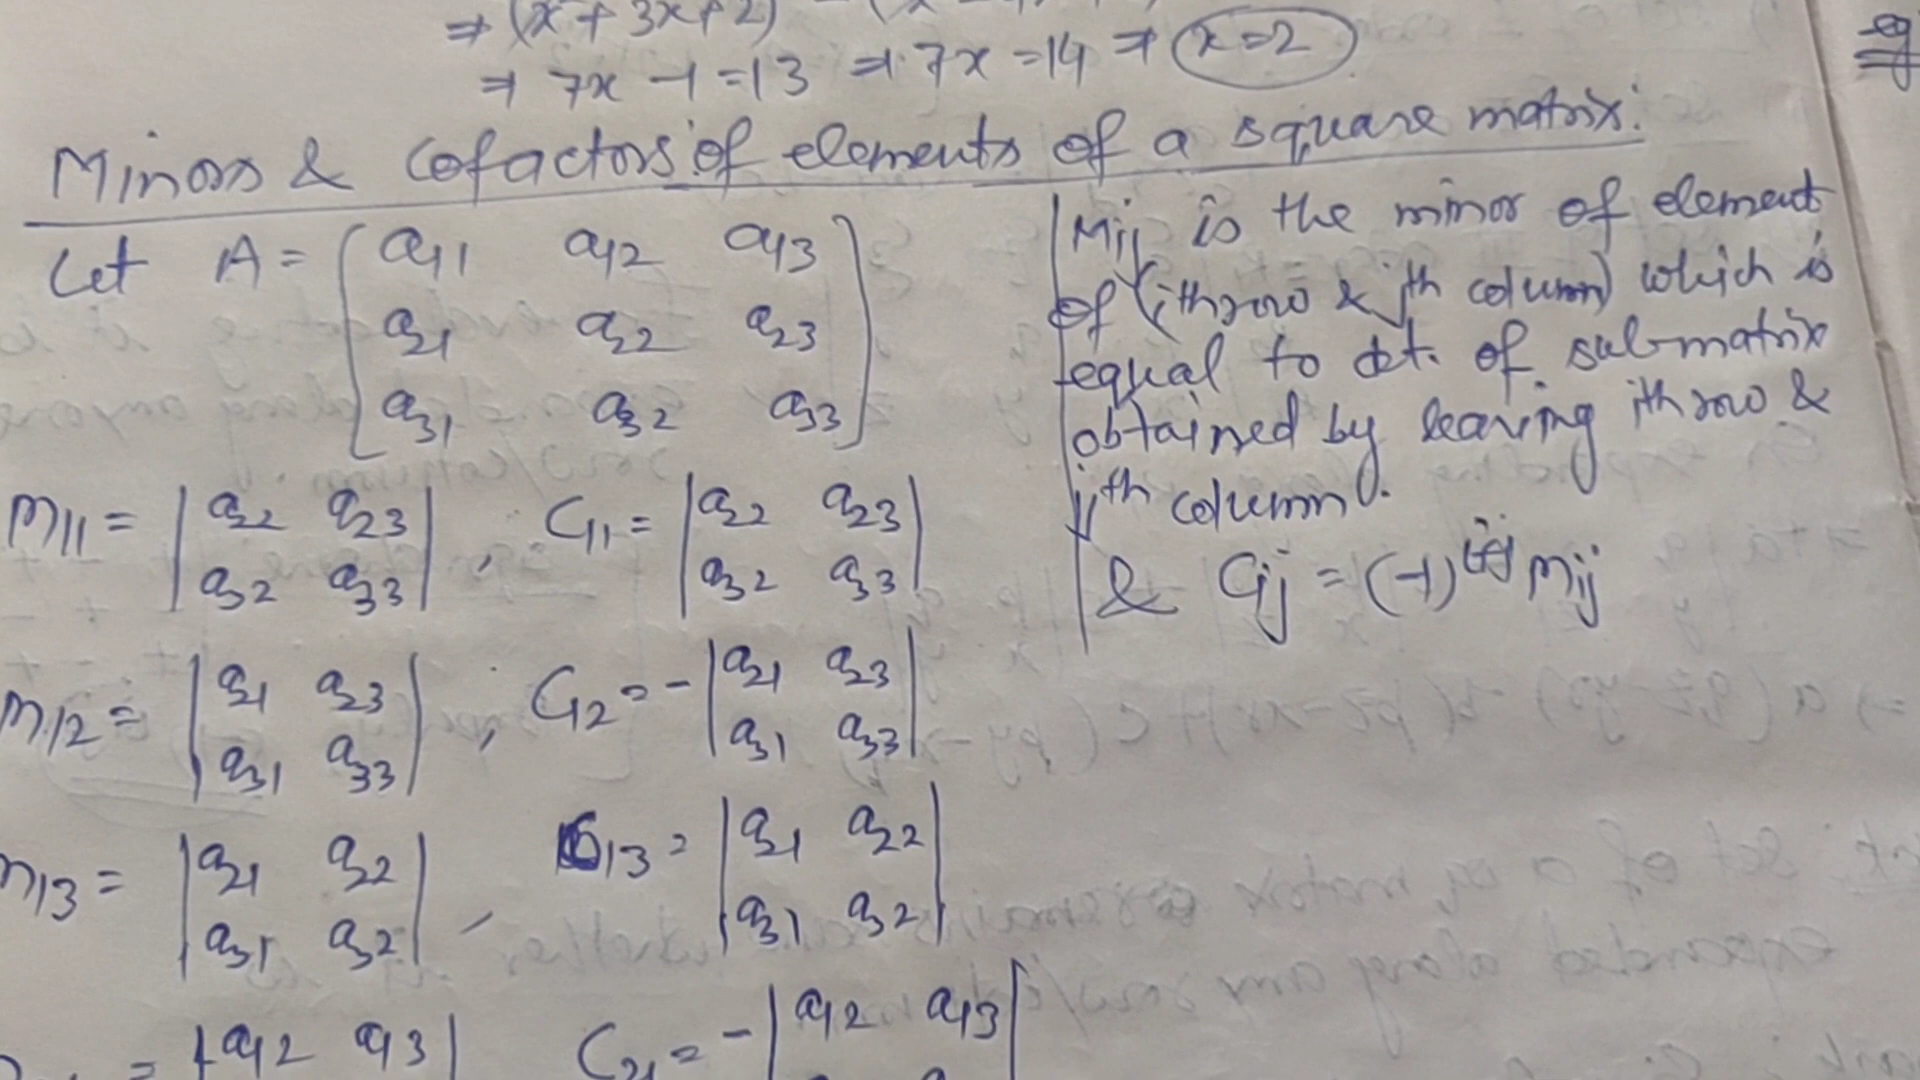 ⇒ (x + 3x + 2)
⇒ 7x - 1 = 13 ⇒ 7x = 14 ⇒ x = 2
eg
Minors & Cofactors of elements of a square matrix:
Let A = [ a11 a12 a13
a21 a22 a23
a31 a32 a33 ]
Mij is the minor of element
of (ith row & jth column) which is
equal to det. of sub-matrix
obtained by leaving ith row &
jth column.
& Cij = (-1)^(i+j) Mij
M11 = | a22 a23 | , C11 = | a22 a23 |
| a32 a33 | | a32 a33 |
M12 = | a21 a23 | , C12 = - | a21 a23 |
| a31 a33 | | a31 a33 |
M13 = | a21 a22 | , C13 = | a21 a22 |
| a31 a32 | | a31 a32 |
= | a12 a13 | C21 = - | a12 a13 |